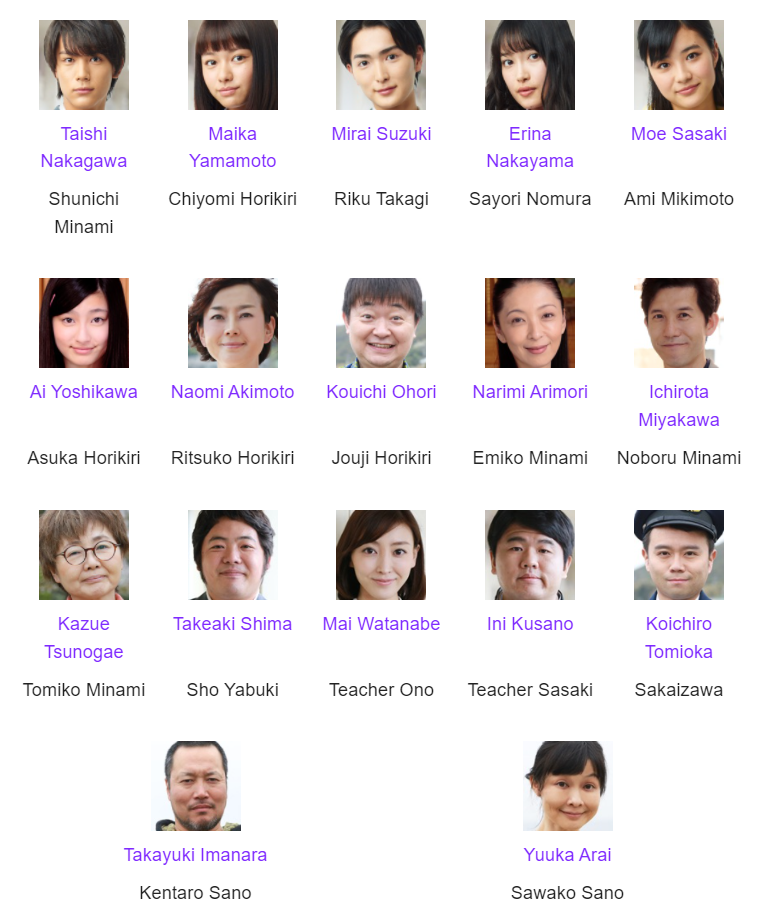 Taishi
Nakagawa
Maika
Yamamoto
Mirai Suzuki
Erina
Nakayama
Moe Sasaki
Shunichi
Minami
Chiyomi Horikiri
Riku Takagi
Sayori Nomura
Ami Mikimoto
Ai Yoshikawa
Naomi Akimoto
Kouichi Ohori
Narimi Arimori
Ichirota
Miyakawa
Asuka Horikiri
Ritsuko Horikiri
Jouji Horikiri
Emiko Minami
Noboru Minami
Kazue
Tsunogae
Takeaki Shima
Mai Watanabe
Ini Kusano
Koichiro
Tomioka
Tomiko Minami
Sho Yabuki
Teacher Ono
Teacher Sasaki
Sakaizawa
Takayuki Imanara
Yuuka Arai
Kentaro Sano
Sawako Sano